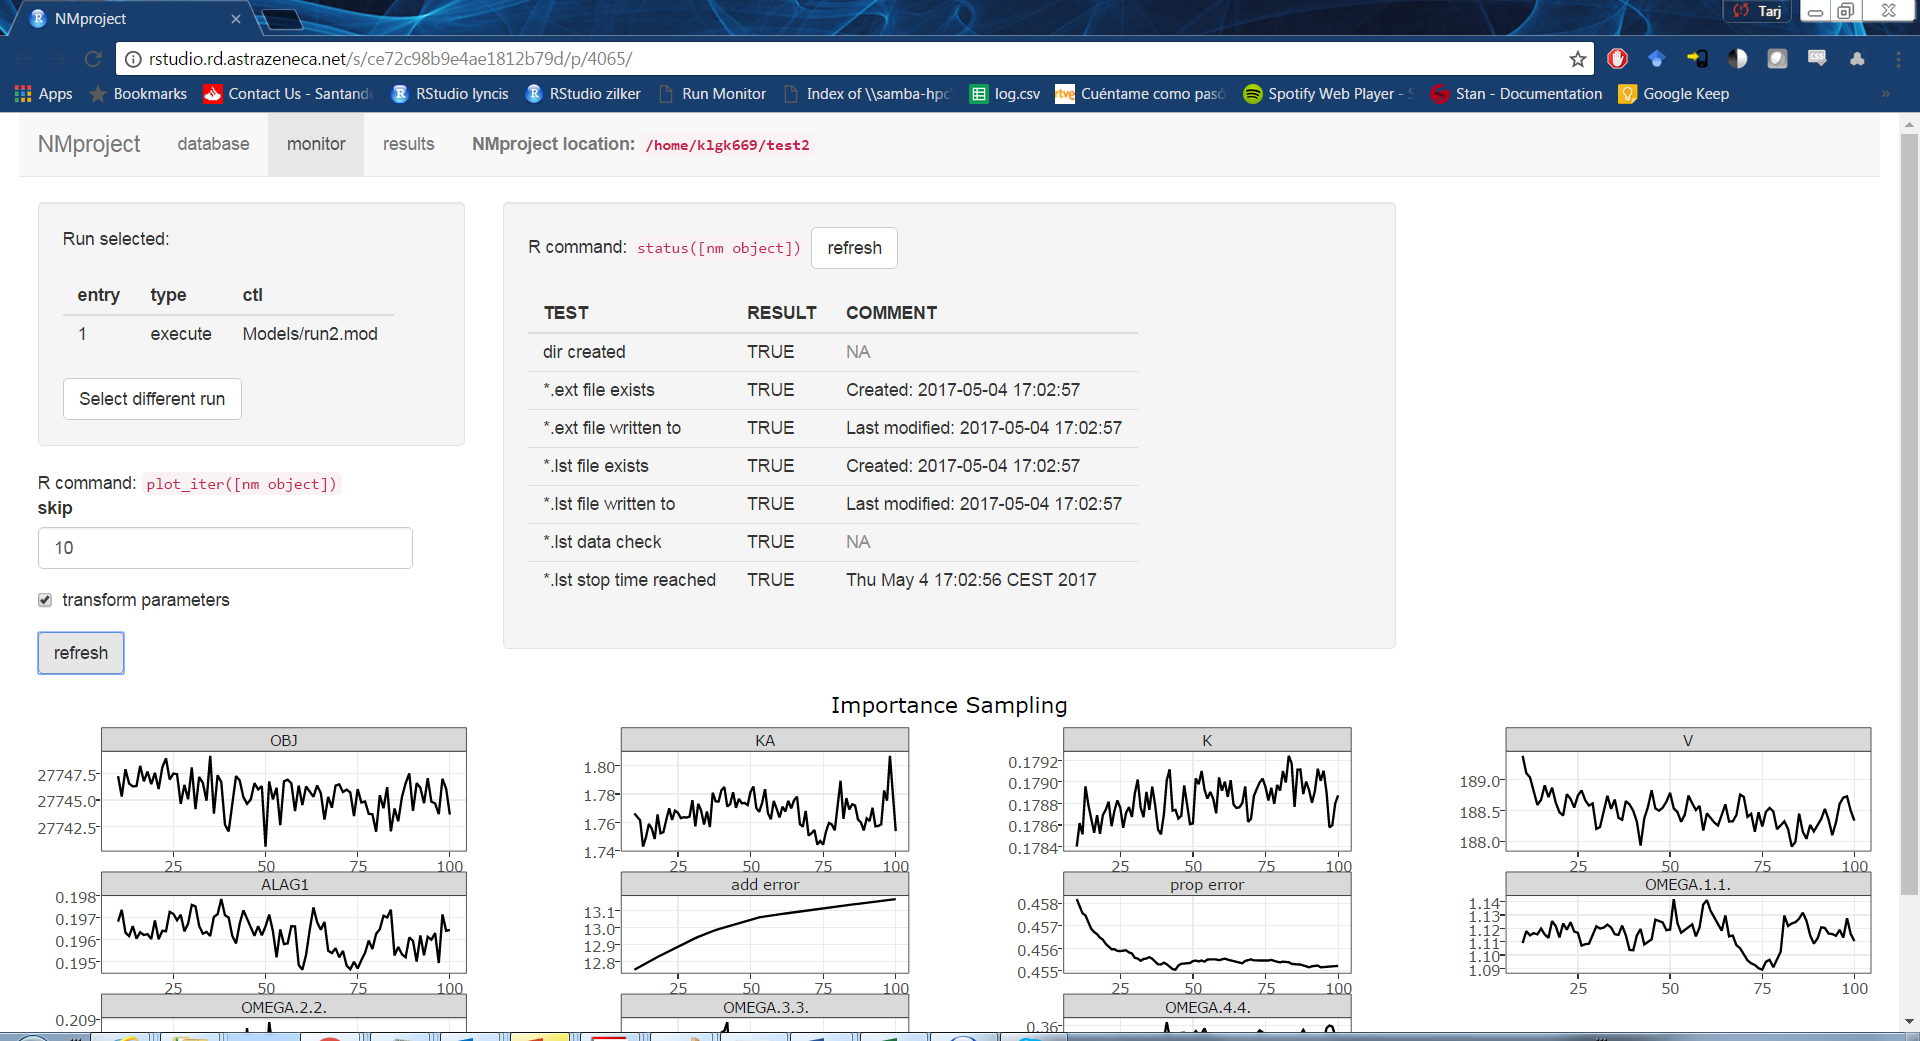 NMproject
Tarj
rstudio.rd.astrazeneca.net/s/ce72c98b9e4ae1812b79d/p/4065/
Apps Bookmarks Contact Us - Santand RStudio lyncis RStudio zilker Run Monitor Index of \\samba-hpc log.csv Cuéntame como pasó Spotify Web Player - S Stan - Documentation Google Keep »
NMproject database monitor results NMproject location: /home/klgk669/test2
Run selected:
entry type ctl
1 execute Models/run2.mod
Select different run
R command: plot_iter([nm object])
skip
10
transform parameters
refresh
R command: status([nm object]) refresh
TEST RESULT COMMENT
dir created TRUE NA
*.ext file exists TRUE Created: 2017-05-04 17:02:57
*.ext file written to TRUE Last modified: 2017-05-04 17:02:57
*.lst file exists TRUE Created: 2017-05-04 17:02:57
*.lst file written to TRUE Last modified: 2017-05-04 17:02:57
*.lst data check TRUE NA
*.lst stop time reached TRUE Thu May 4 17:02:56 CEST 2017
Importance Sampling
OBJ
27747.5
27745.0
27742.5
25 50 75 100
KA
1.80
1.78
1.76
1.74
25 50 75 100
K
0.1792
0.1790
0.1788
0.1786
0.1784
25 50 75 100
V
189.0
188.5
188.0
25 50 75 100
ALAG1
0.198
0.197
0.196
0.195
25 50 75 100
add error
13.1
13.0
12.9
12.8
25 50 75 100
prop error
0.458
0.457
0.456
0.455
25 50 75 100
OMEGA.1.1.
1.14
1.13
1.12
1.11
1.10
1.09
25 50 75 100
OMEGA.2.2.
0.209
OMEGA.3.3.
OMEGA.4.4.
0.36